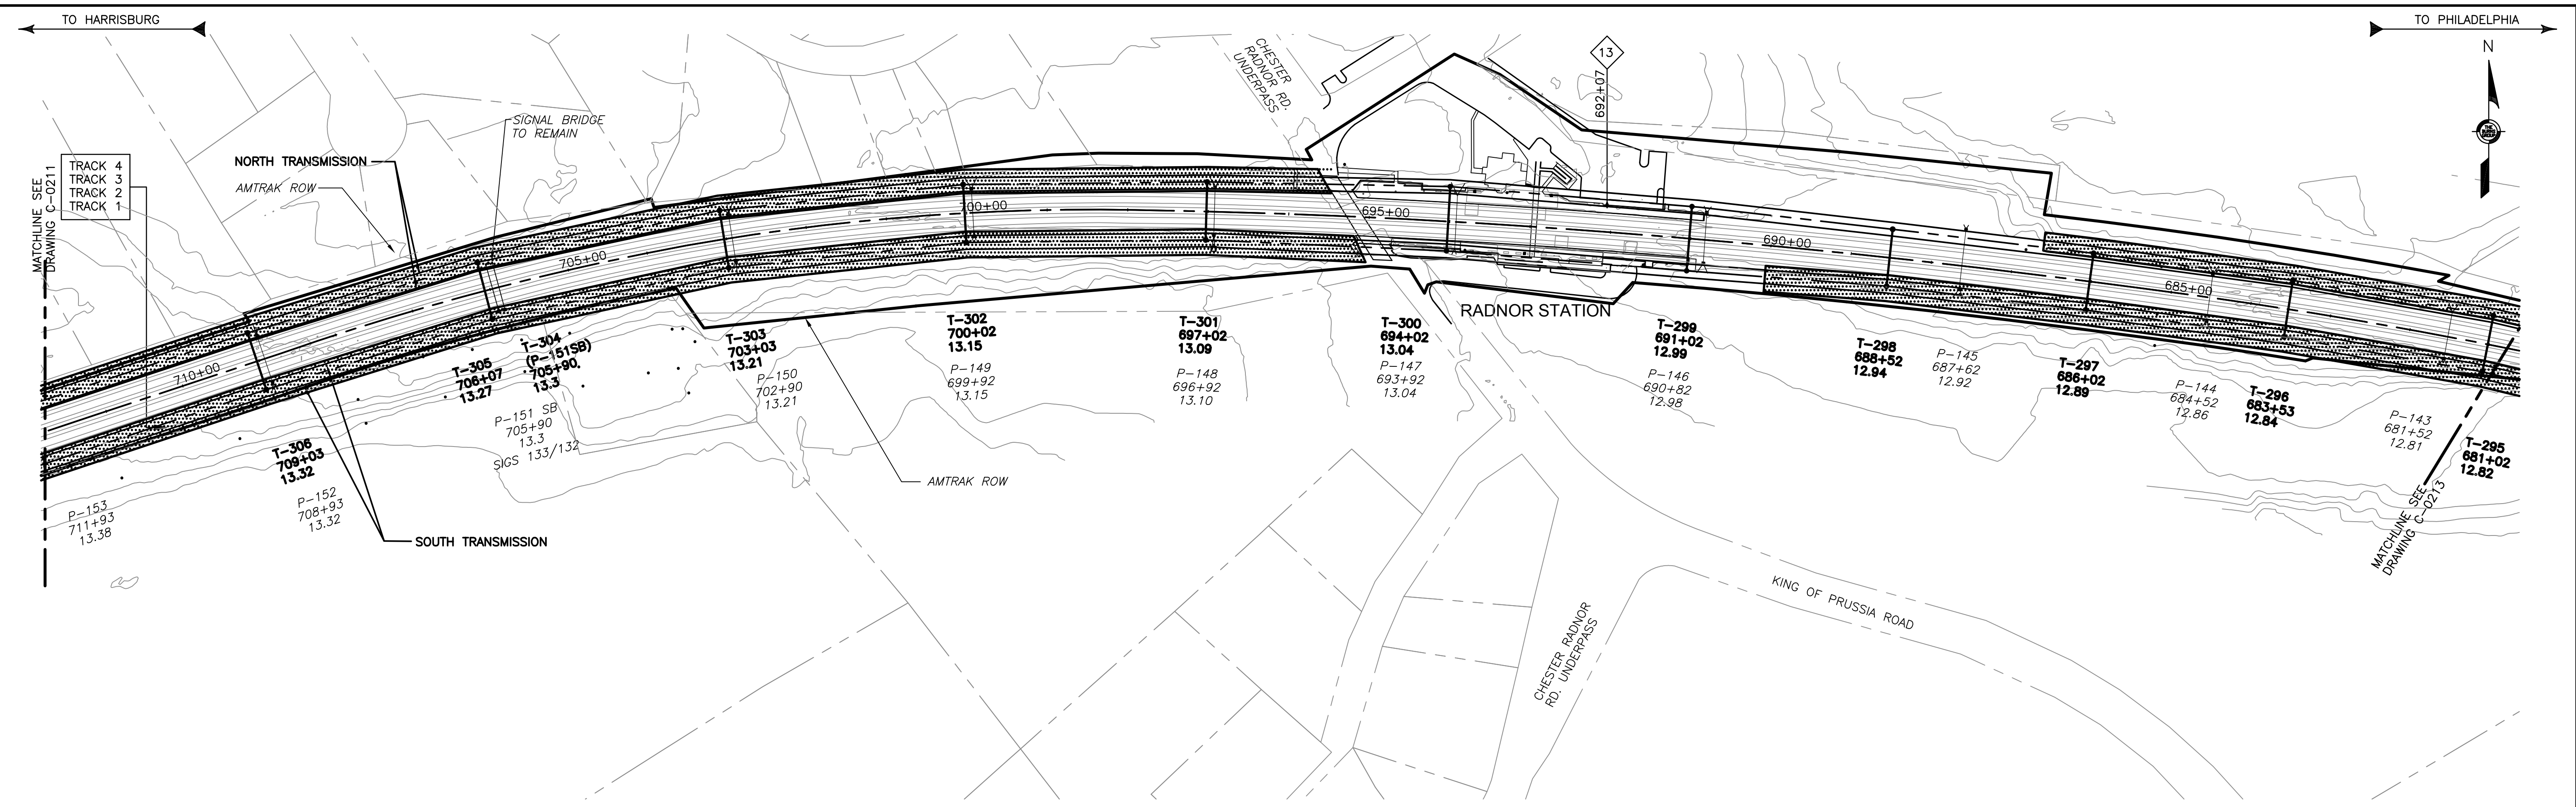 TO HARRISBURG
TO PHILADELPHIA
N
MATCHLINE SEE
DRAWING C-0211
TRACK 4
TRACK 3
TRACK 2
TRACK 1
NORTH TRANSMISSION
AMTRAK ROW
SIGNAL BRIDGE
TO REMAIN
CHESTER
RADNOR RD.
UNDERPASS
13
692+07
710+00
705+00
700+00
695+00
690+00
685+00
RADNOR STATION
P-153
711+93
13.38
T-306
709+03
13.32
P-152
708+93
13.32
SOUTH TRANSMISSION
T-305
706+07
13.27
T-304
(P-151SB)
705+90
13.3
P-151 SB
705+90
13.3
SIGS 133/132
T-303
703+03
13.21
P-150
702+90
13.21
AMTRAK ROW
T-302
700+02
13.15
P-149
699+92
13.15
T-301
697+02
13.09
P-148
696+92
13.10
T-300
694+02
13.04
P-147
693+92
13.04
T-299
691+02
12.99
P-146
690+82
12.98
T-298
688+52
12.94
P-145
687+62
12.92
T-297
686+02
12.89
P-144
684+52
12.86
T-296
683+53
12.84
P-143
681+52
12.81
T-295
681+02
12.82
MATCHLINE SEE
DRAWING C-0213
CHESTER RADNOR
RD. UNDERPASS
KING OF PRUSSIA ROAD